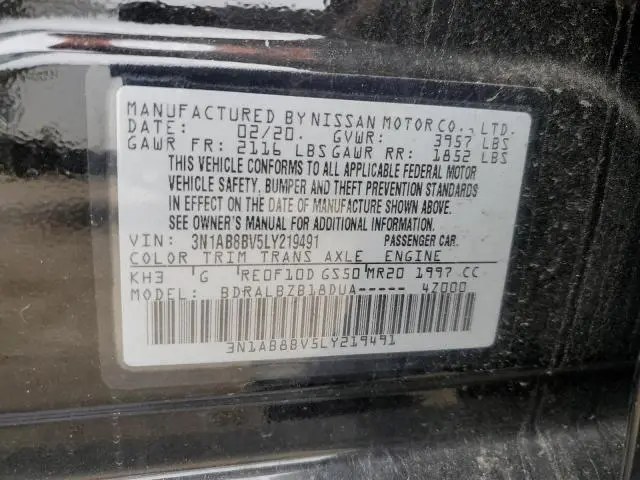 MANUFACTURED BY NISSAN MOTOR CO., LTD.
DATE: 02/20. GVWR: 3957 LBS
GAWR FR: 2116 LBS GAWR RR: 1852 LBS
THIS VEHICLE CONFORMS TO ALL APPLICABLE FEDERAL MOTOR
VEHICLE SAFETY, BUMPER AND THEFT PREVENTION STANDARDS
IN EFFECT ON THE DATE OF MANUFACTURE SHOWN ABOVE.
SEE OWNER'S MANUAL FOR ADDITIONAL INFORMATION.
VIN: 3N1AB8BV5LY219491 PASSENGER CAR.
COLOR TRIM TRANS AXLE ENGINE
KH3 G RE0F10D GS50 MR20 1997 CC
MODEL: BDRALBZB18DUA----- 4Z000
3N1AB8BV5LY219491